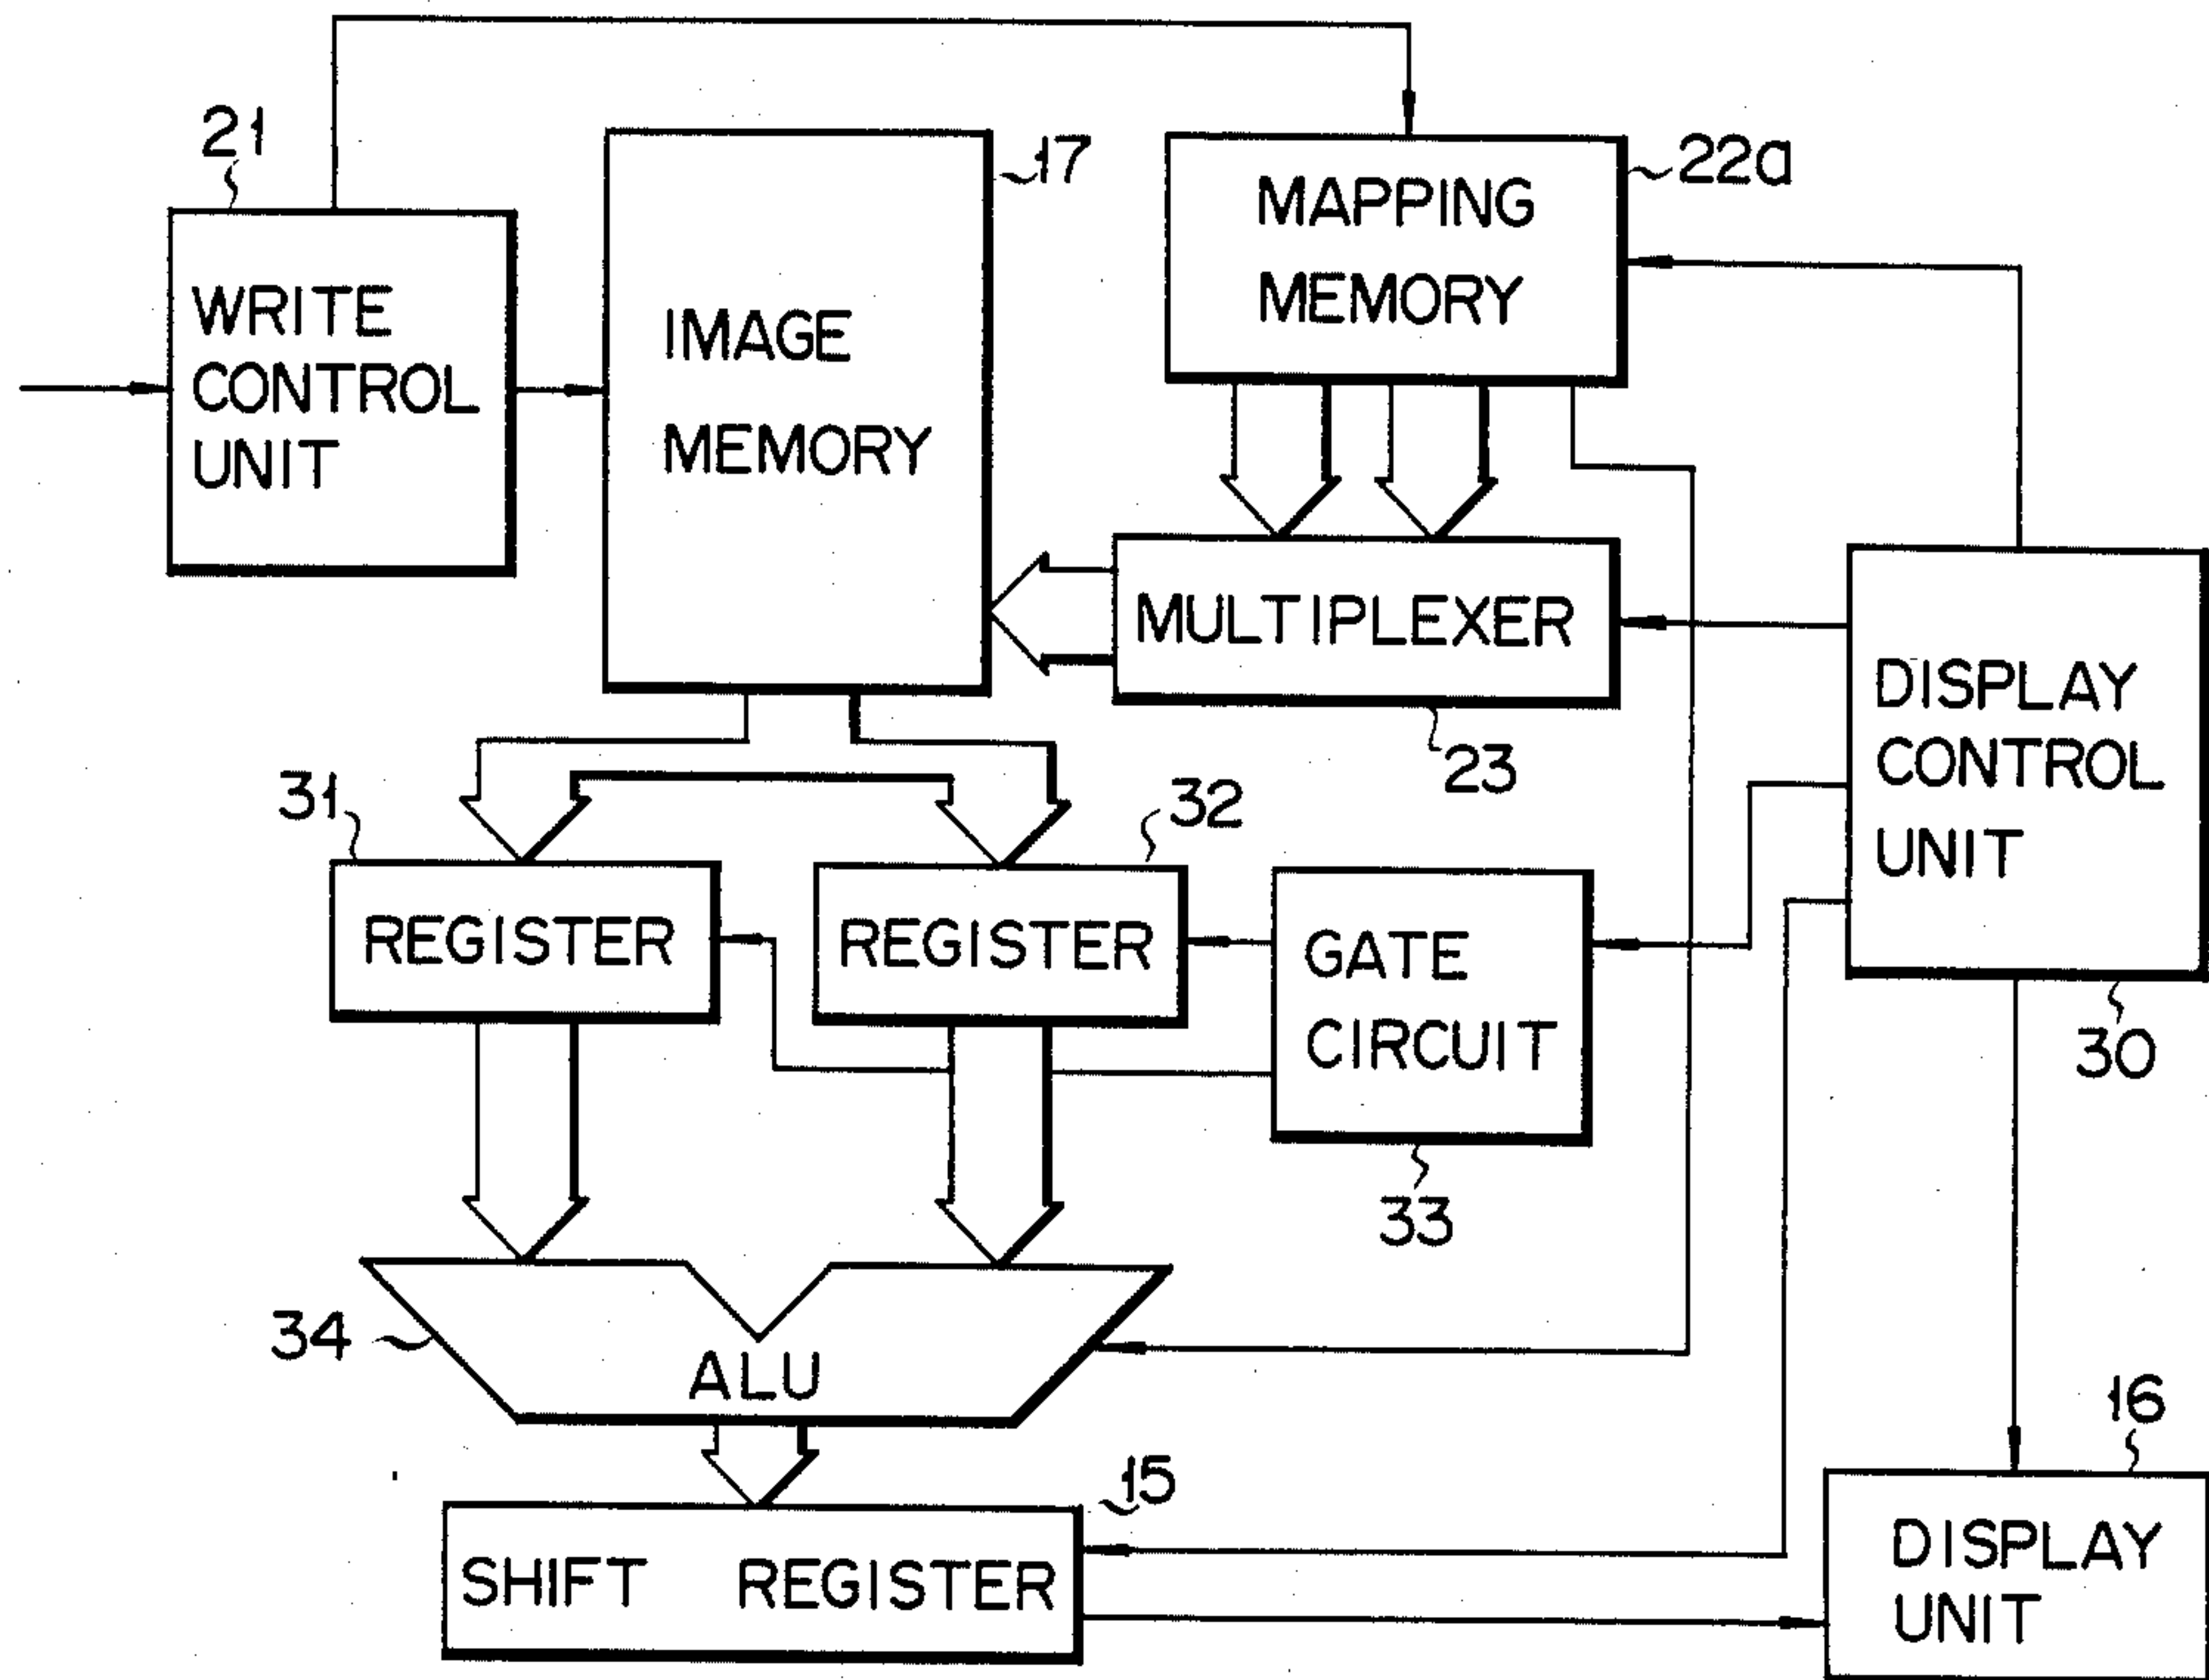 21
WRITE
CONTROL
UNIT
IMAGE
MEMORY
17
MAPPING
MEMORY
22a
MULTIPLEXER
23
DISPLAY
CONTROL
UNIT
30
31
REGISTER
32
REGISTER
GATE
CIRCUIT
33
34
ALU
15
SHIFT REGISTER
16
DISPLAY
UNIT